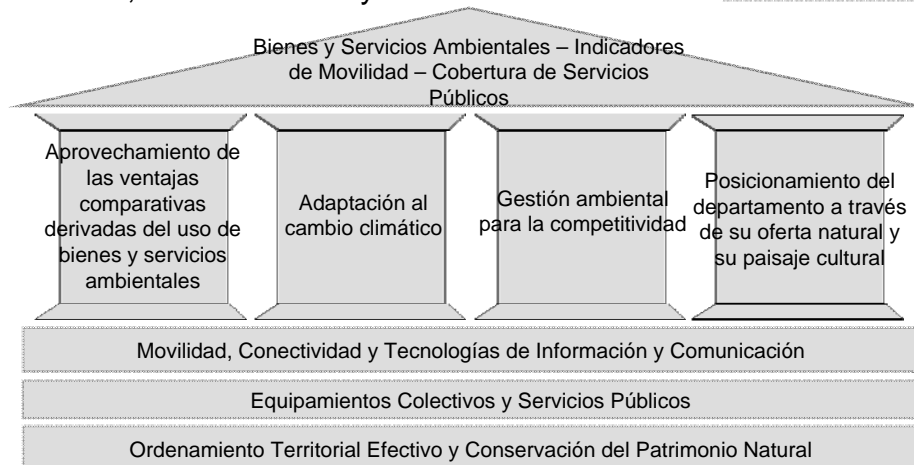 Bienes y Servicios Ambientales – Indicadores
de Movilidad – Cobertura de Servicios
Públicos
Aprovechamiento de
las ventajas
comparativas
derivadas del uso de
bienes y servicios
ambientales
Adaptación al
cambio climático
Gestión ambiental
para la competitividad
Posicionamiento del
departamento a través
de su oferta natural y
su paisaje cultural
Movilidad, Conectividad y Tecnologías de Información y Comunicación
Equipamientos Colectivos y Servicios Públicos
Ordenamiento Territorial Efectivo y Conservación del Patrimonio Natural